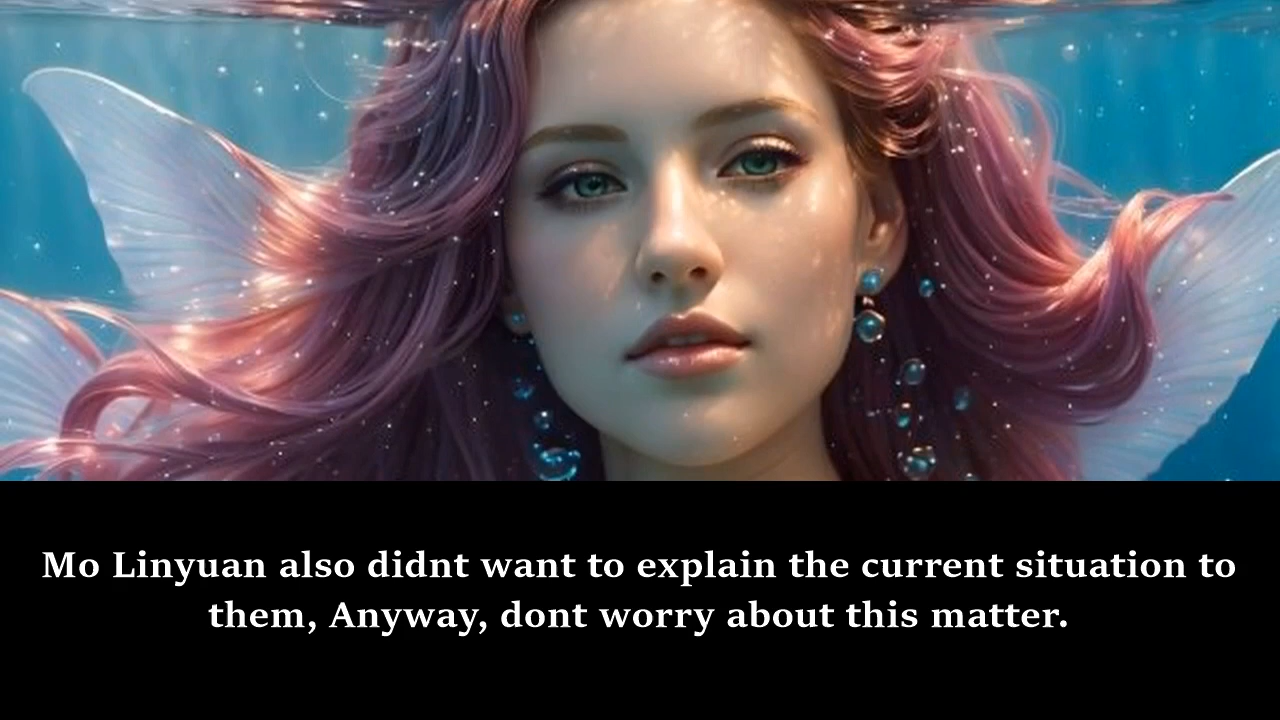 Mo Linyuan also didnt want to explain the current situation to
them, Anyway, dont worry about this matter.